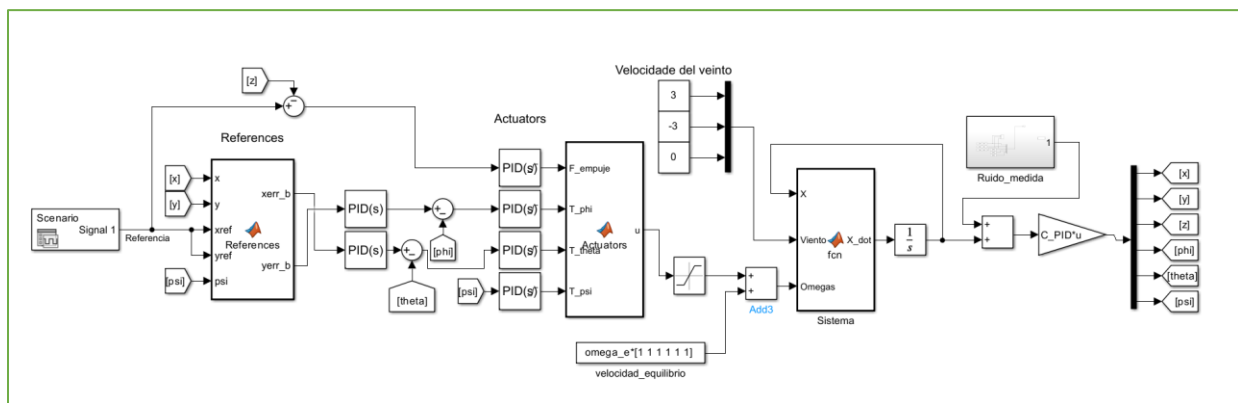 Velocidade del veinto
[z]
3
Actuators
-3
References
0
1
Ruido_medida
PID(s)
F_empuje
[x]
x
[x]
[y]
y
xerr_b
PID(s)
PID(s)
T_phi
X
[y]
Scenario
Signal 1
Referencia
xref
References
[phi]
u
Viento
X_dot
1
s
C_PID*u
[z]
yref
yerr_b
PID(s)
PID(s)
T_theta
Actuators
fcn
[phi]
[psi]
psi
[theta]
[psi]
PID(s)
T_psi
Omegas
[theta]
Add3
Sistema
[psi]
omega_e*[1 1 1 1 1 1]
velocidad_equilibrio